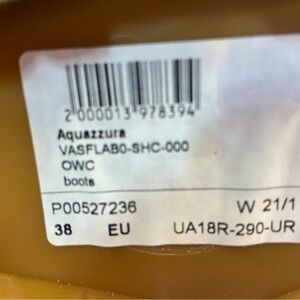 2 000013 978394
Aquazzura
VASFLAB0-SHC-000
OWC
boots
P00527236 W 21/1
38 EU UA18R-290-UR